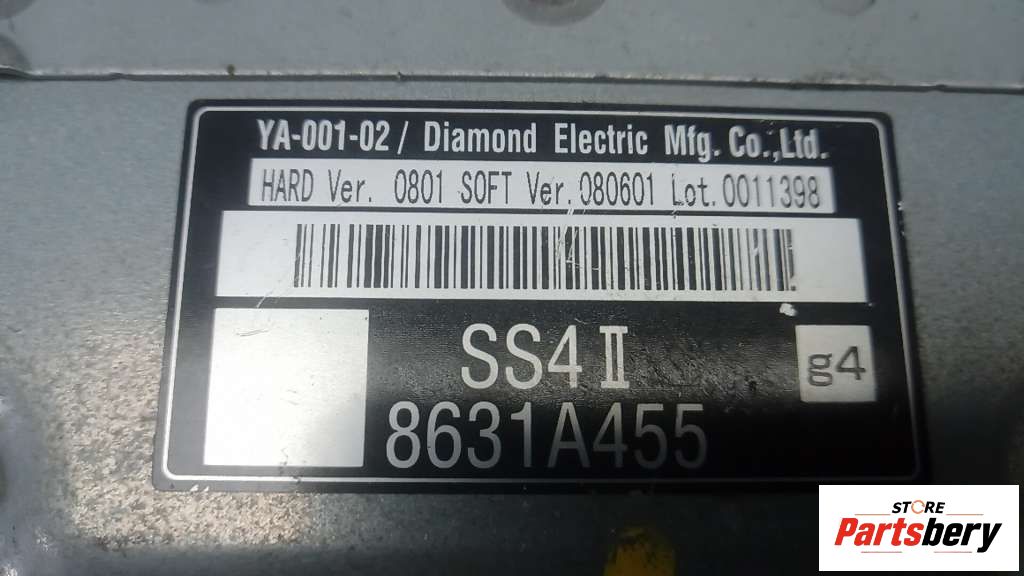 YA-001-02 / Diamond Electric Mfg. Co.,Ltd.
HARD Ver. 0801 SOFT Ver. 080601 Lot. 0011398
SS4 II
g4
8631A455
STORE
Partsbery